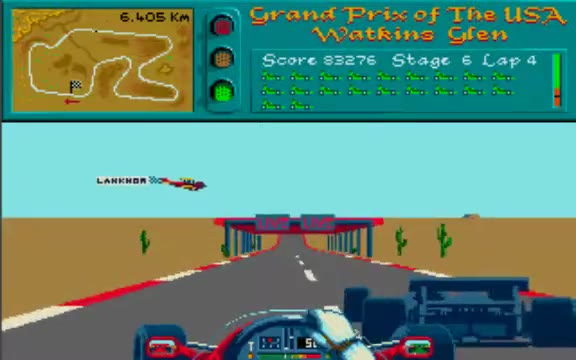 6.405 KM
Grand Prix of The USA
Watkins Glen
Score 83276 Stage 6 Lap 4
LANKHOR